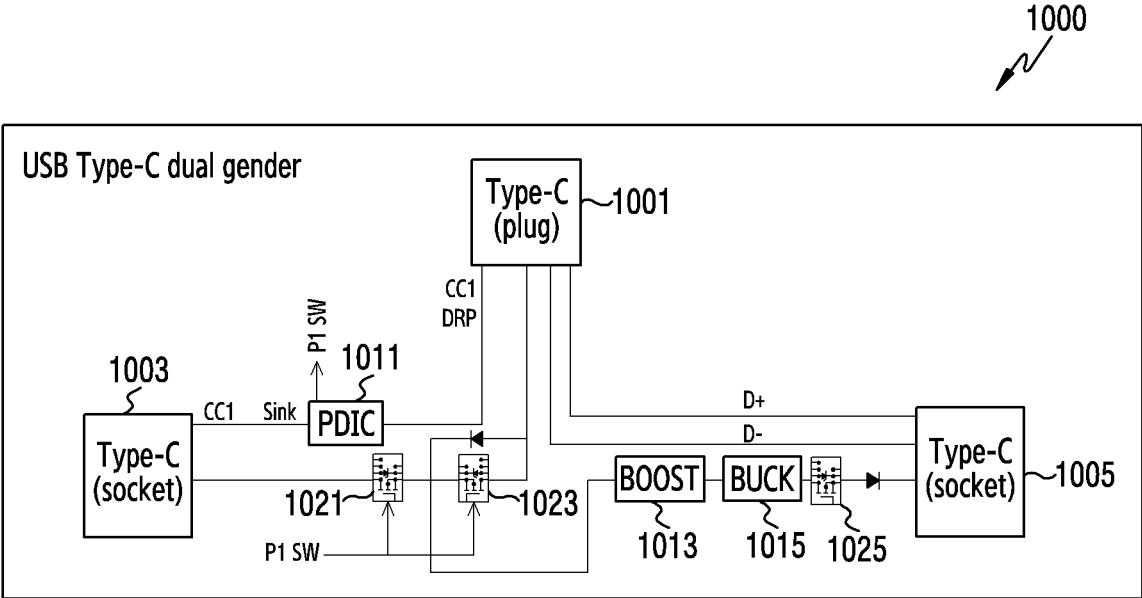 1000
USB Type-C dual gender
Type-C
(plug)
1001
CC1
DRP
P1 SW
1003
1011
CC1
Sink
PDIC
D+
D-
Type-C
(socket)
1021
1023
BOOST
BUCK
Type-C
(socket)
1005
P1 SW
1013
1015
1025